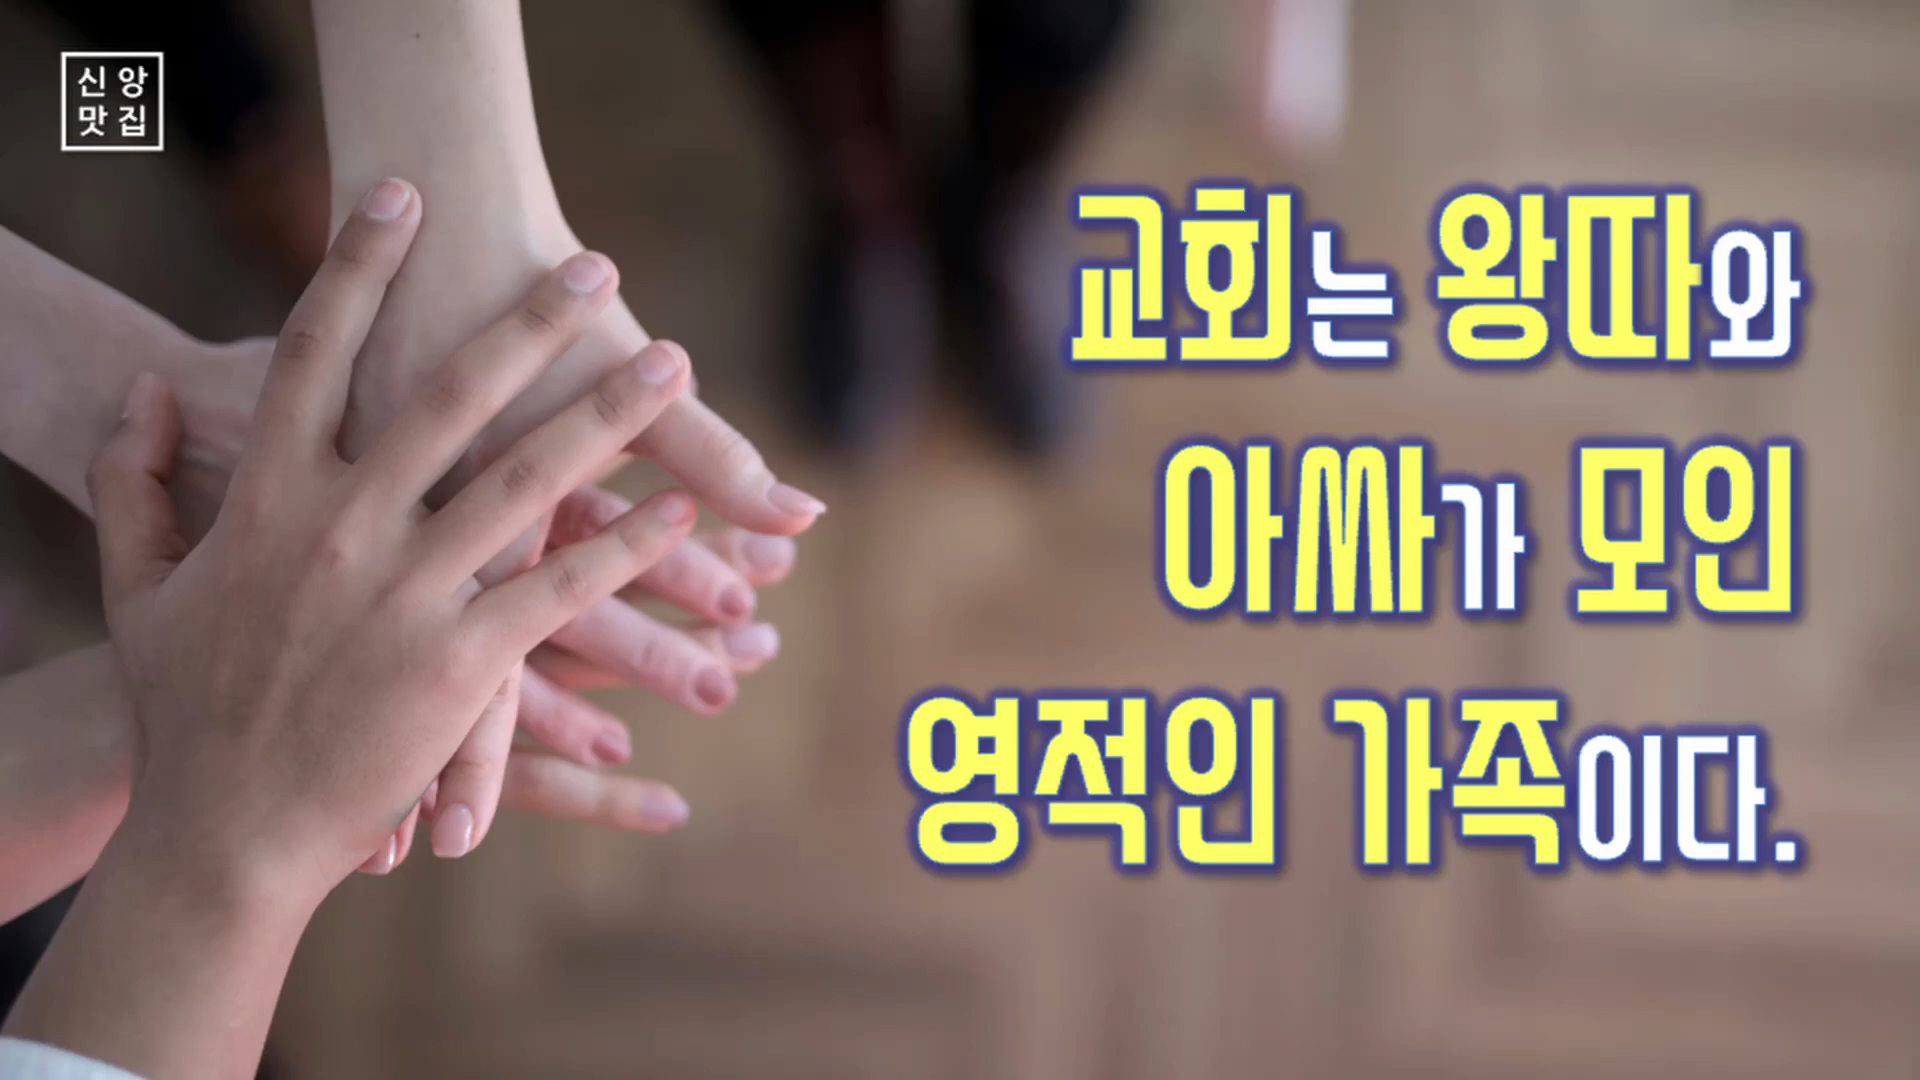 신앙
맛집
교회는 왕따와
아싸가 모인
영적인 가족이다.